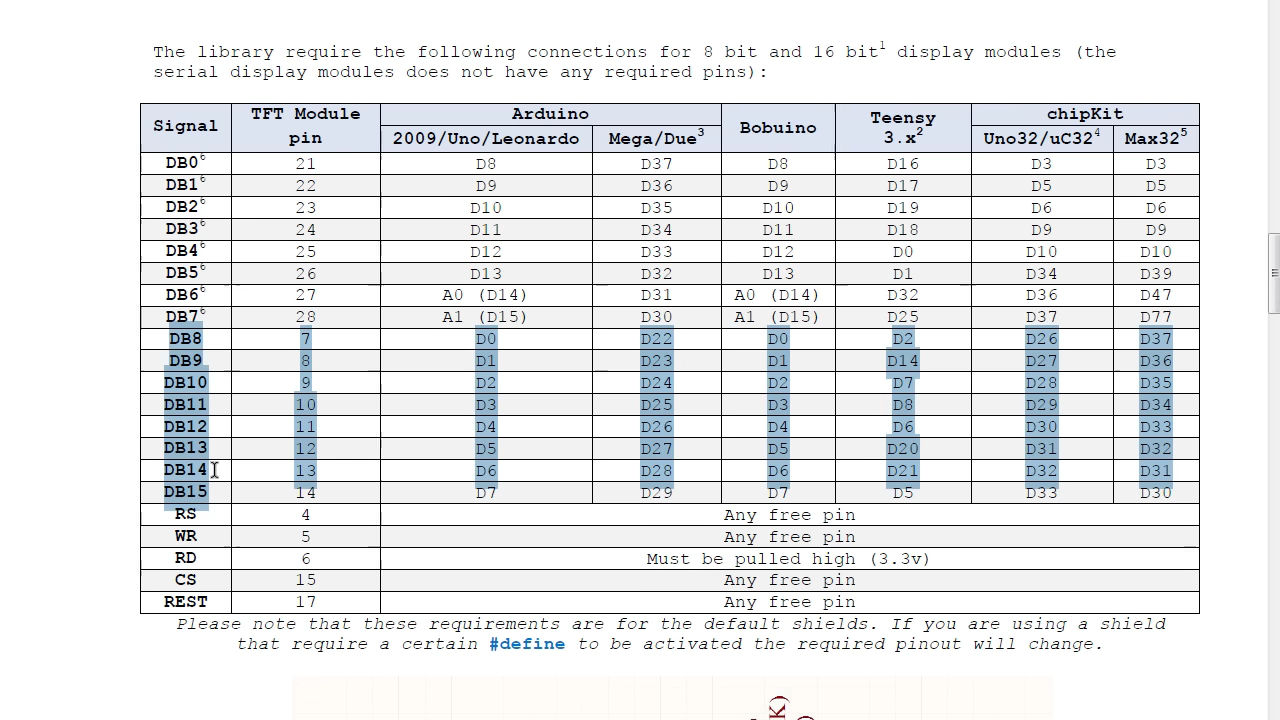 The library require the following connections for 8 bit and 16 bit¹ display modules (the
serial display modules does not have any required pins):
Signal TFT Module pin Arduino Bobuino Teensy 3.x² chipKit
2009/Uno/Leonardo Mega/Due³ Uno32/uC32⁴ Max32⁵
DB0⁶ 21 D8 D37 D8 D16 D3 D3
DB1⁶ 22 D9 D36 D9 D17 D5 D5
DB2⁶ 23 D10 D35 D10 D19 D6 D6
DB3⁶ 24 D11 D34 D11 D18 D9 D9
DB4⁶ 25 D12 D33 D12 D0 D10 D10
DB5⁶ 26 D13 D32 D13 D1 D34 D39
DB6⁶ 27 A0 (D14) D31 A0 (D14) D32 D36 D47
DB7⁶ 28 A1 (D15) D30 A1 (D15) D25 D37 D77
DB8 7 D0 D22 D0 D2 D26 D37
DB9 8 D1 D23 D1 D14 D27 D36
DB10 9 D2 D24 D2 D7 D28 D35
DB11 10 D3 D25 D3 D8 D29 D34
DB12 11 D4 D26 D4 D6 D30 D33
DB13 12 D5 D27 D5 D20 D31 D32
DB14 13 D6 D28 D6 D21 D32 D31
DB15 14 D7 D29 D7 D5 D33 D30
RS 4 Any free pin
WR 5 Any free pin
RD 6 Must be pulled high (3.3v)
CS 15 Any free pin
REST 17 Any free pin
Please note that these requirements are for the default shields. If you are using a shield
that require a certain #define to be activated the required pinout will change.
K)